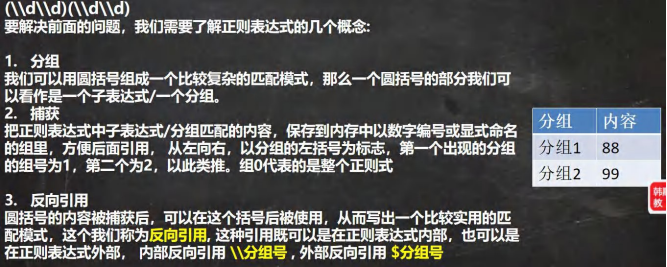 (\\d\\d)(\\d\\d)
要解决前面的问题，我们需要了解正则表达式的几个概念:
1. 分组
我们可以用圆括号组成一个比较复杂的匹配模式，那么一个圆括号的部分我们可
以看作是一个子表达式/一个分组。
2. 捕获
把正则表达式中子表达式/分组匹配的内容，保存到内存中以数字编号或显式命名
的组里，方便后面引用， 从左向右，以分组的左括号为标志，第一个出现的分组
的组号为1，第二个为2，以此类推。组0代表的是整个正则式
3. 反向引用
圆括号的内容被捕获后，可以在这个括号后被使用，从而写出一个比较实用的匹
配模式，这个我们称为反向引用, 这种引用既可以是在正则表达式内部，也可以是
在正则表达式外部， 内部反向引用 \\分组号 , 外部反向引用 $分组号
分组 内容
分组1 88
分组2 99